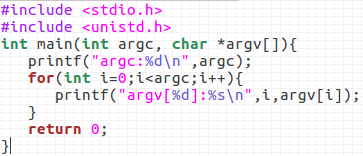 #include <stdio.h>
#include <unistd.h>
int main(int argc, char *argv[]){
    printf("argc:%d\n",argc);
    for(int i=0;i<argc;i++){
        printf("argv[%d]:%s\n",i,argv[i]);
    }
    return 0;
}